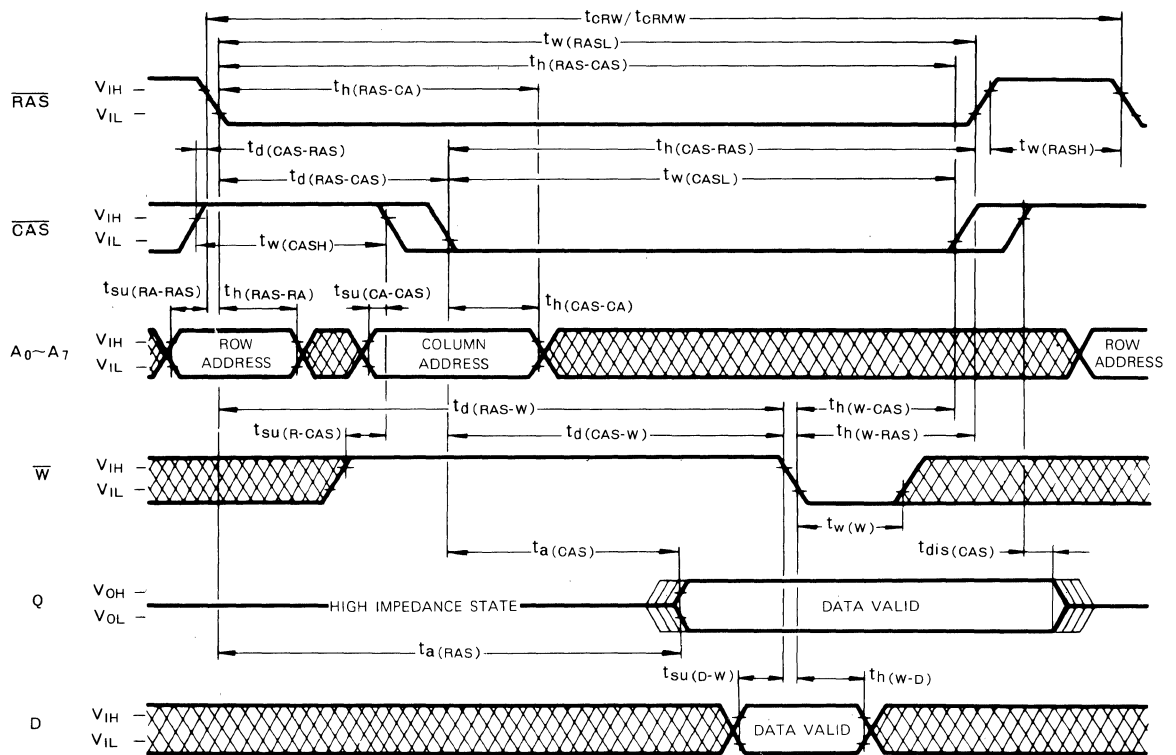 tCRW/tCRMW
tw(RASL)
th(RAS-CAS)
RAS
VIH
VIL
th(RAS-CA)
td(CAS-RAS)
th(CAS-RAS)
tw(RASH)
td(RAS-CAS)
tw(CASL)
CAS
VIH
VIL
tw(CASH)
tsu(RA-RAS)
th(RAS-RA)
tsu(CA-CAS)
th(CAS-CA)
A0~A7
VIH
VIL
ROW
ADDRESS
COLUMN
ADDRESS
ROW
ADDRESS
td(RAS-W)
th(W-CAS)
tsu(R-CAS)
td(CAS-W)
th(W-RAS)
W
VIH
VIL
tw(W)
ta(CAS)
tdis(CAS)
Q
VOH
VOL
HIGH IMPEDANCE STATE
DATA VALID
ta(RAS)
tsu(D-W)
th(W-D)
D
VIH
VIL
DATA VALID